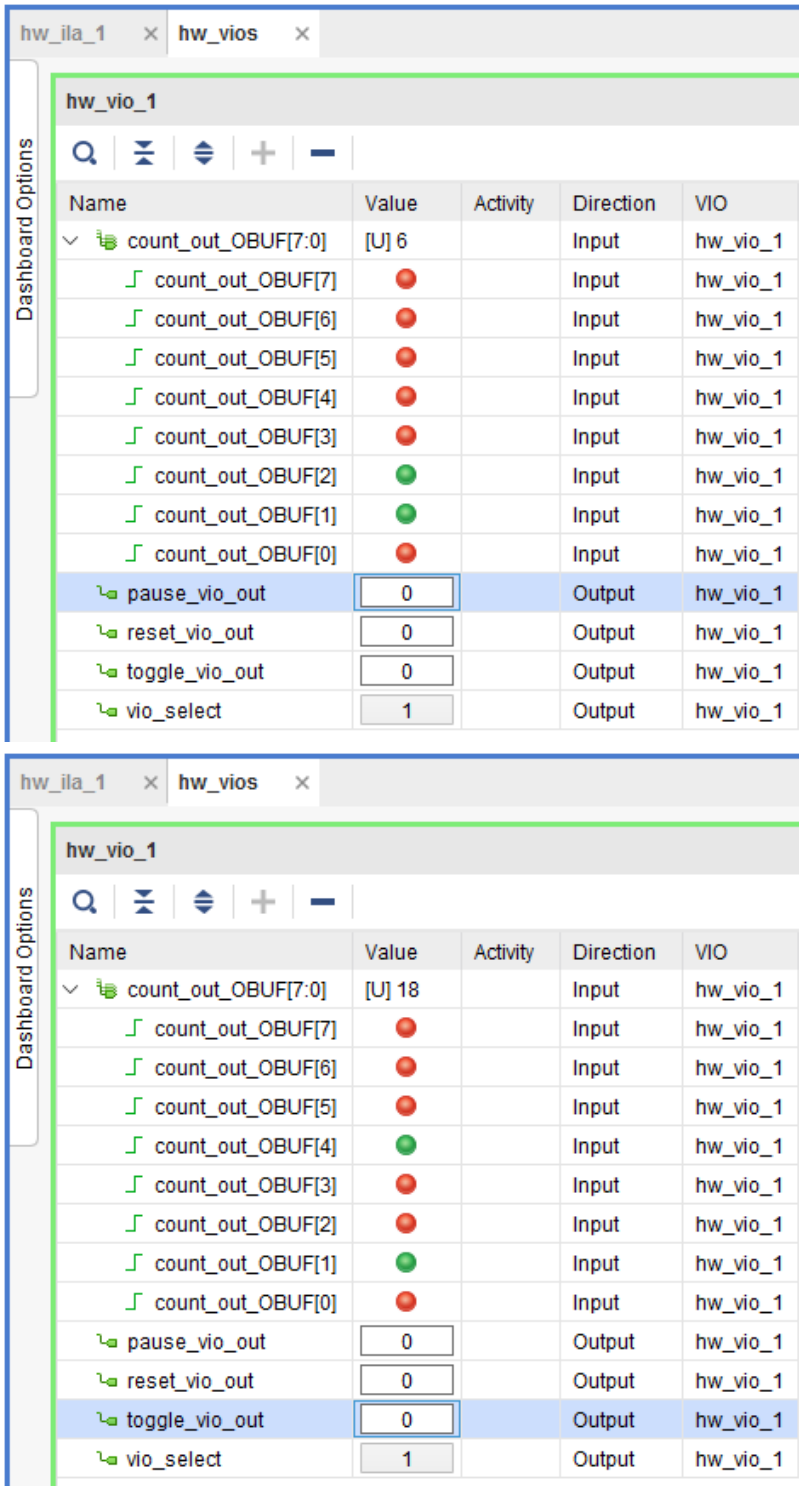 hw_ila_1 × hw_vios ×
Dashboard Options
hw_vio_1
Name Value Activity Direction VIO
count_out_OBUF[7:0] [U] 6 Input hw_vio_1
count_out_OBUF[7] Input hw_vio_1
count_out_OBUF[6] Input hw_vio_1
count_out_OBUF[5] Input hw_vio_1
count_out_OBUF[4] Input hw_vio_1
count_out_OBUF[3] Input hw_vio_1
count_out_OBUF[2] Input hw_vio_1
count_out_OBUF[1] Input hw_vio_1
count_out_OBUF[0] Input hw_vio_1
pause_vio_out 0 Output hw_vio_1
reset_vio_out 0 Output hw_vio_1
toggle_vio_out 0 Output hw_vio_1
vio_select 1 Output hw_vio_1
hw_ila_1 × hw_vios ×
Dashboard Options
hw_vio_1
Name Value Activity Direction VIO
count_out_OBUF[7:0] [U] 18 Input hw_vio_1
count_out_OBUF[7] Input hw_vio_1
count_out_OBUF[6] Input hw_vio_1
count_out_OBUF[5] Input hw_vio_1
count_out_OBUF[4] Input hw_vio_1
count_out_OBUF[3] Input hw_vio_1
count_out_OBUF[2] Input hw_vio_1
count_out_OBUF[1] Input hw_vio_1
count_out_OBUF[0] Input hw_vio_1
pause_vio_out 0 Output hw_vio_1
reset_vio_out 0 Output hw_vio_1
toggle_vio_out 0 Output hw_vio_1
vio_select 1 Output hw_vio_1